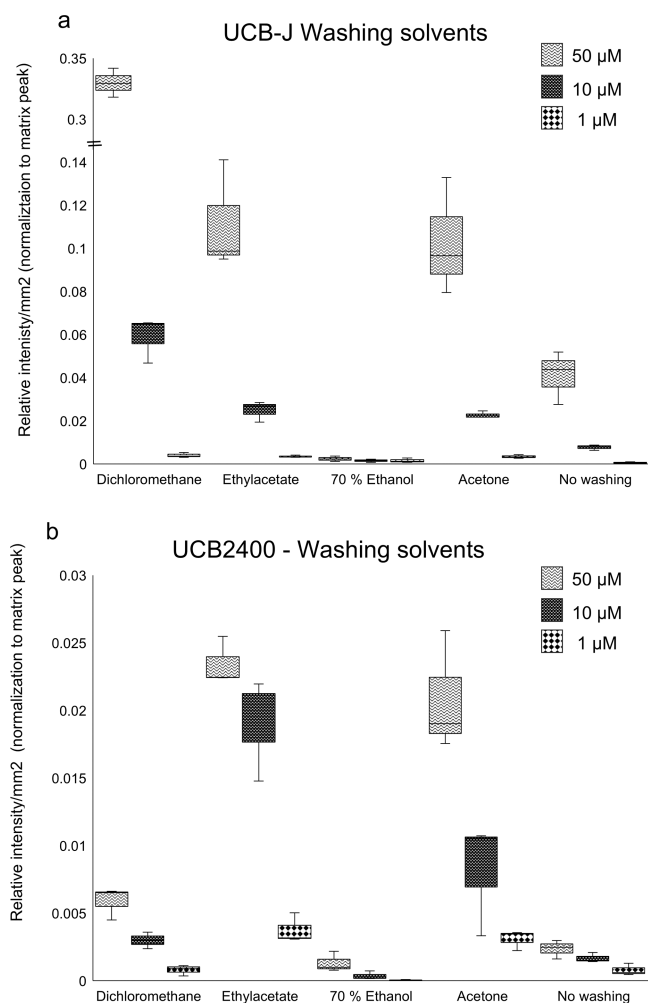 a
UCB-J Washing solvents
Relative intenisty/mm2 (normaliztaion to matrix peak)
0.35
0.3
0.14
0.12
0.1
0.08
0.06
0.04
0.02
0
50 µM
10 µM
1 µM
Dichloromethane Ethylacetate 70 % Ethanol Acetone No washing
b
UCB2400 - Washing solvents
Relative intensity/mm2 (normalization to matrix peak)
0.03
0.025
0.02
0.015
0.01
0.005
0
50 µM
10 µM
1 µM
Dichloromethane Ethylacetate 70 % Ethanol Acetone No washing